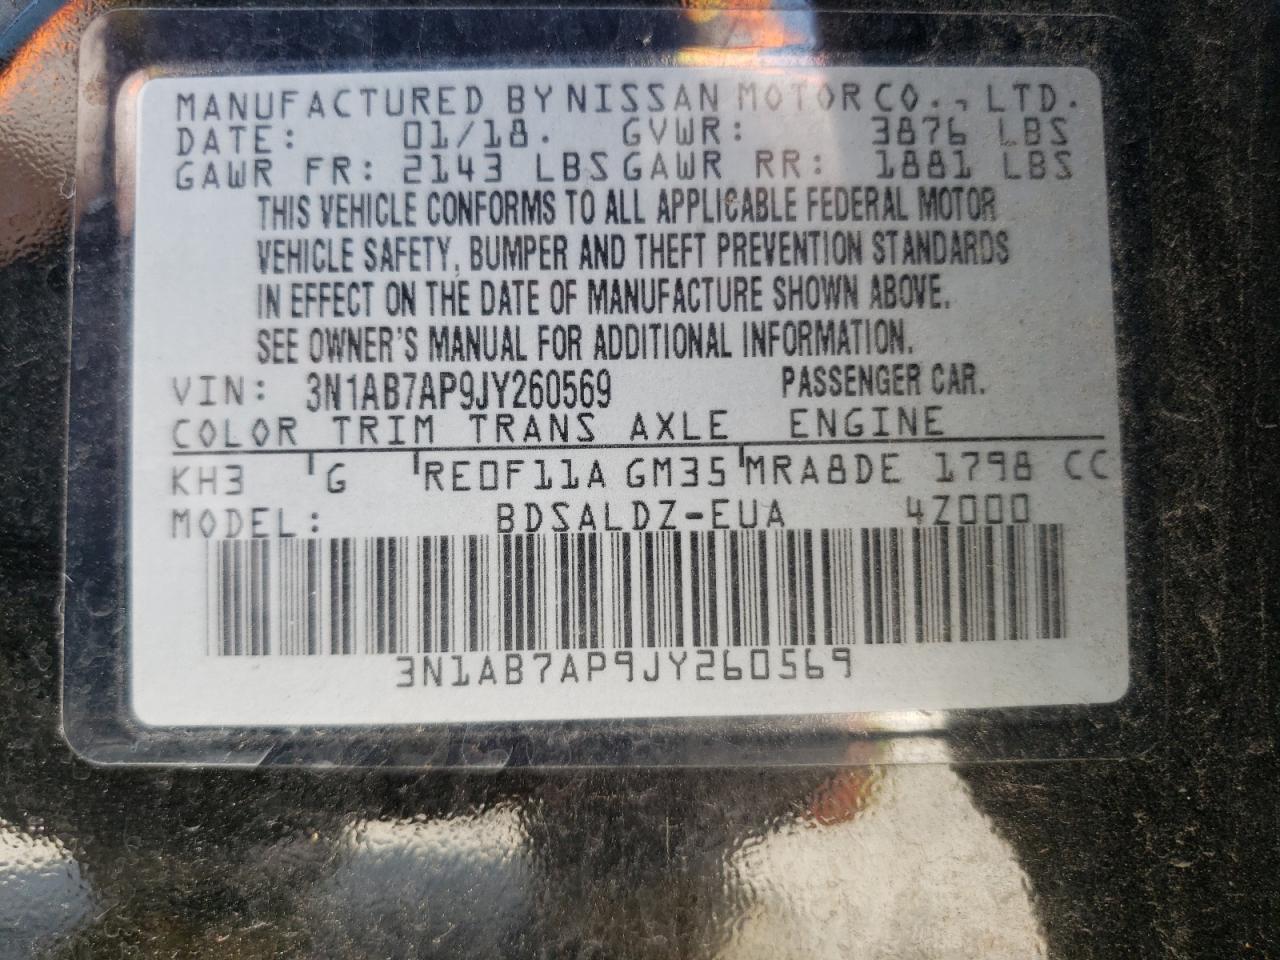 MANUFACTURED BY NISSAN MOTOR CO., LTD.
DATE: 01/18. GVWR: 3876 LBS
GAWR FR: 2143 LBS GAWR RR: 1881 LBS
THIS VEHICLE CONFORMS TO ALL APPLICABLE FEDERAL MOTOR
VEHICLE SAFETY, BUMPER AND THEFT PREVENTION STANDARDS
IN EFFECT ON THE DATE OF MANUFACTURE SHOWN ABOVE.
SEE OWNER'S MANUAL FOR ADDITIONAL INFORMATION.
VIN: 3N1AB7AP9JY260569 PASSENGER CAR.
COLOR TRIM TRANS AXLE ENGINE
KH3 G RE0F11A GM35 MRA8DE 1798 CC
MODEL: BDSALDZ-EUA 4Z000
3N1AB7AP9JY260569